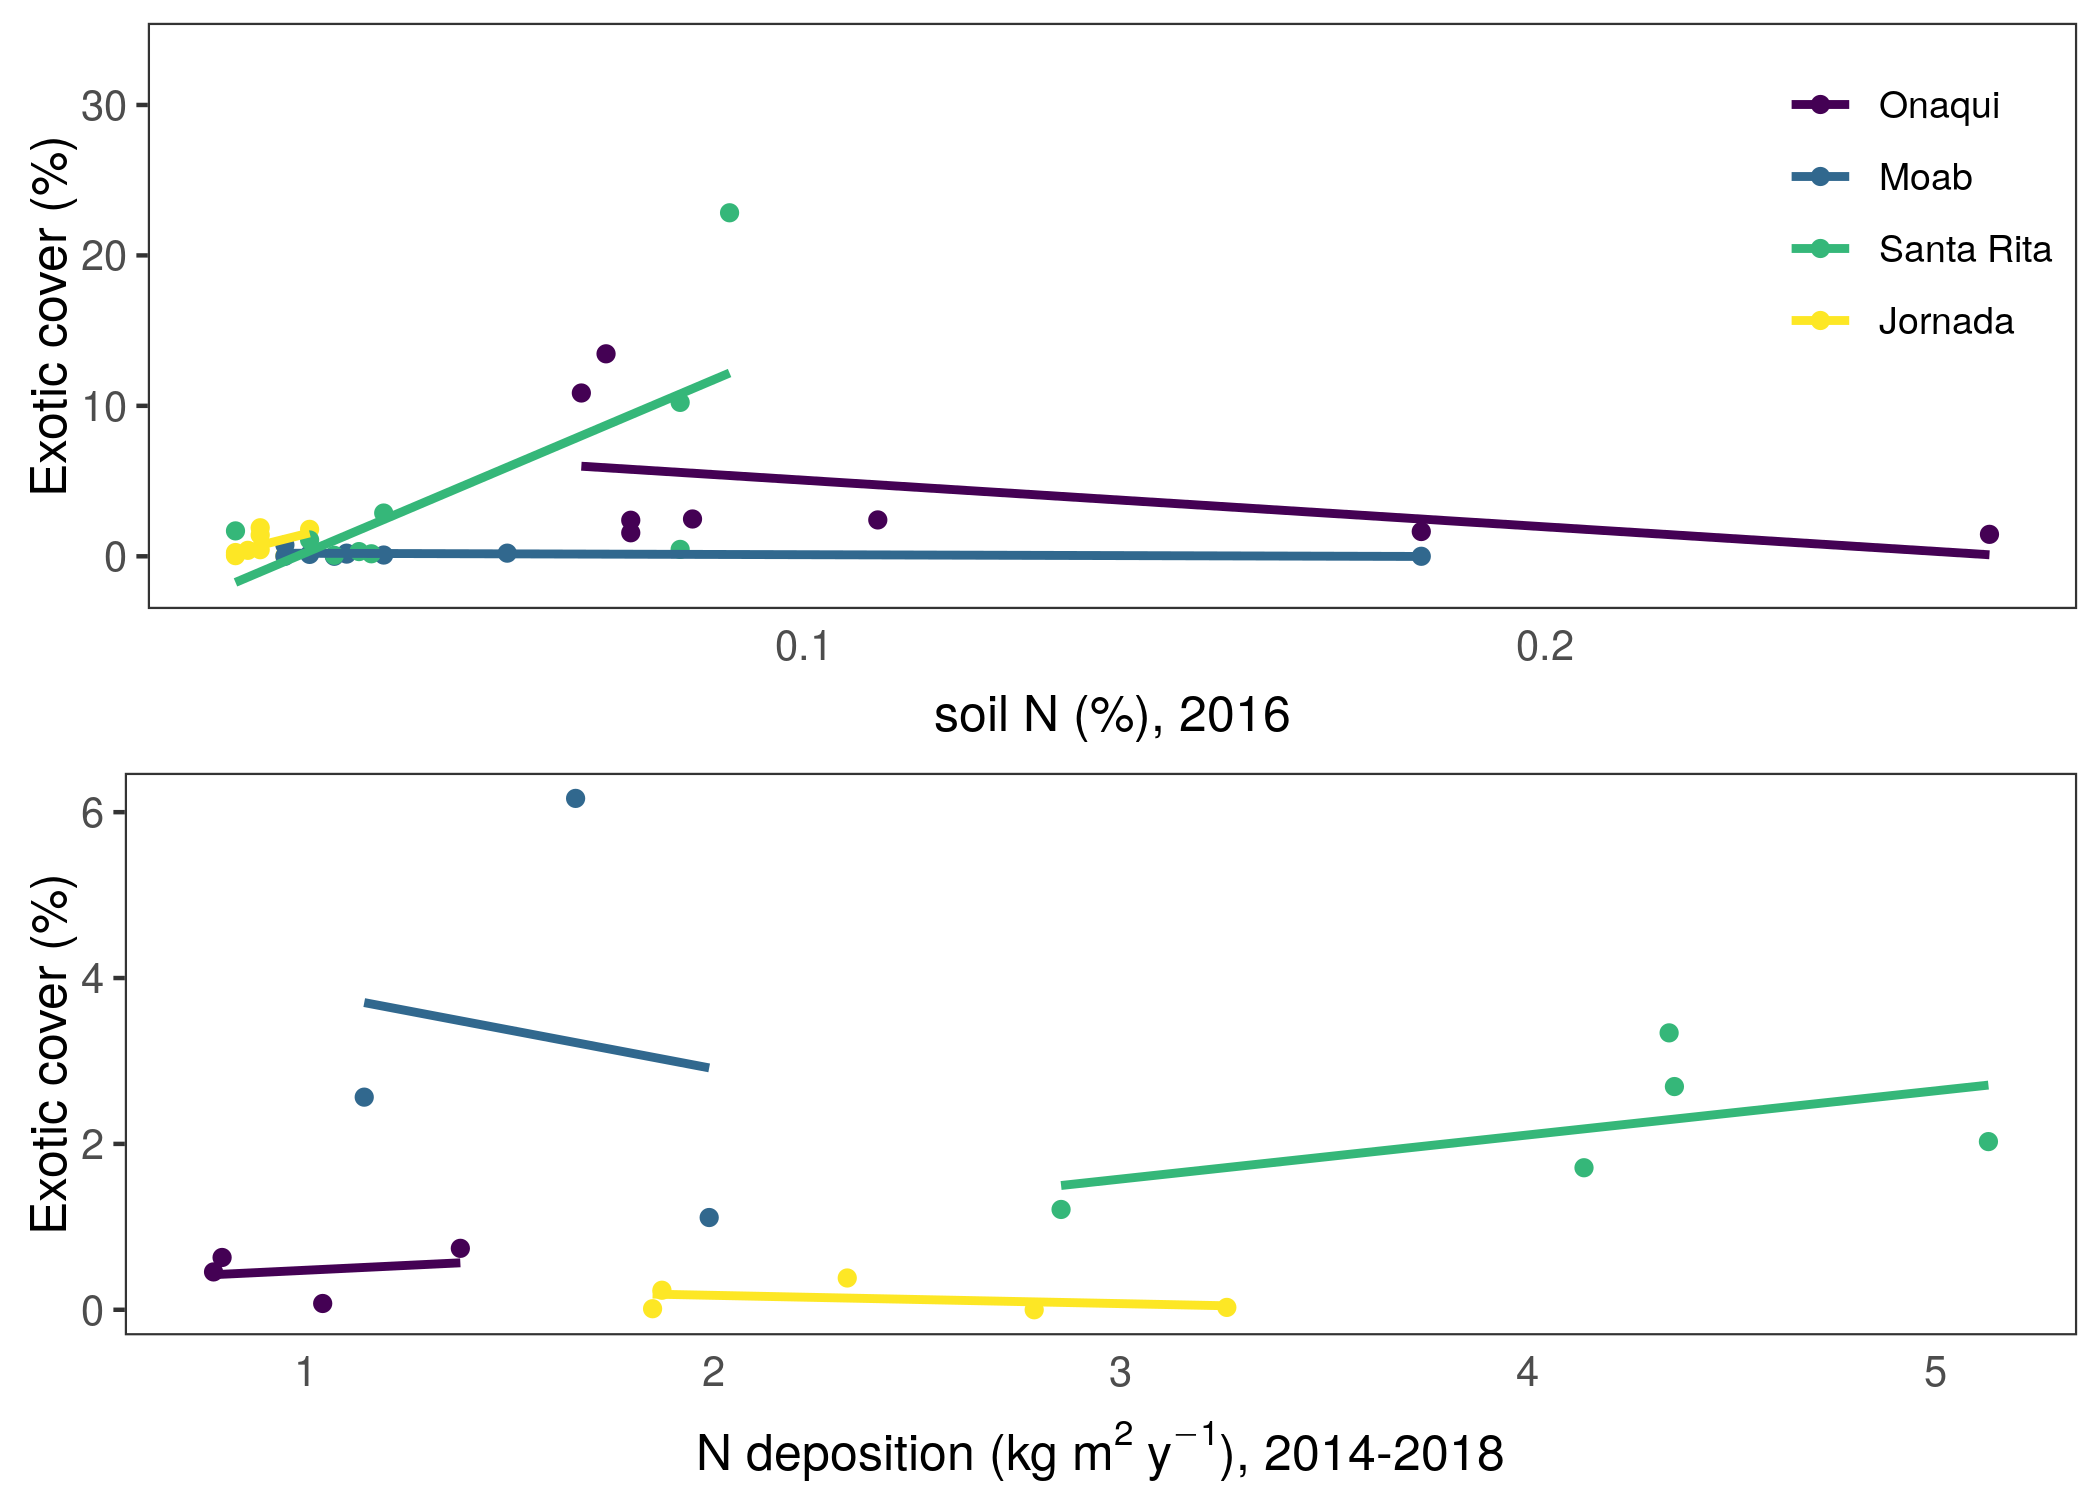 Exotic cover (%)
30
20
10
0
Onaqui
Moab
Santa Rita
Jornada
0.1 0.2
soil N (%), 2016
Exotic cover (%)
6
4
2
0
1 2 3 4 5
N deposition (kg m² y⁻¹), 2014-2018